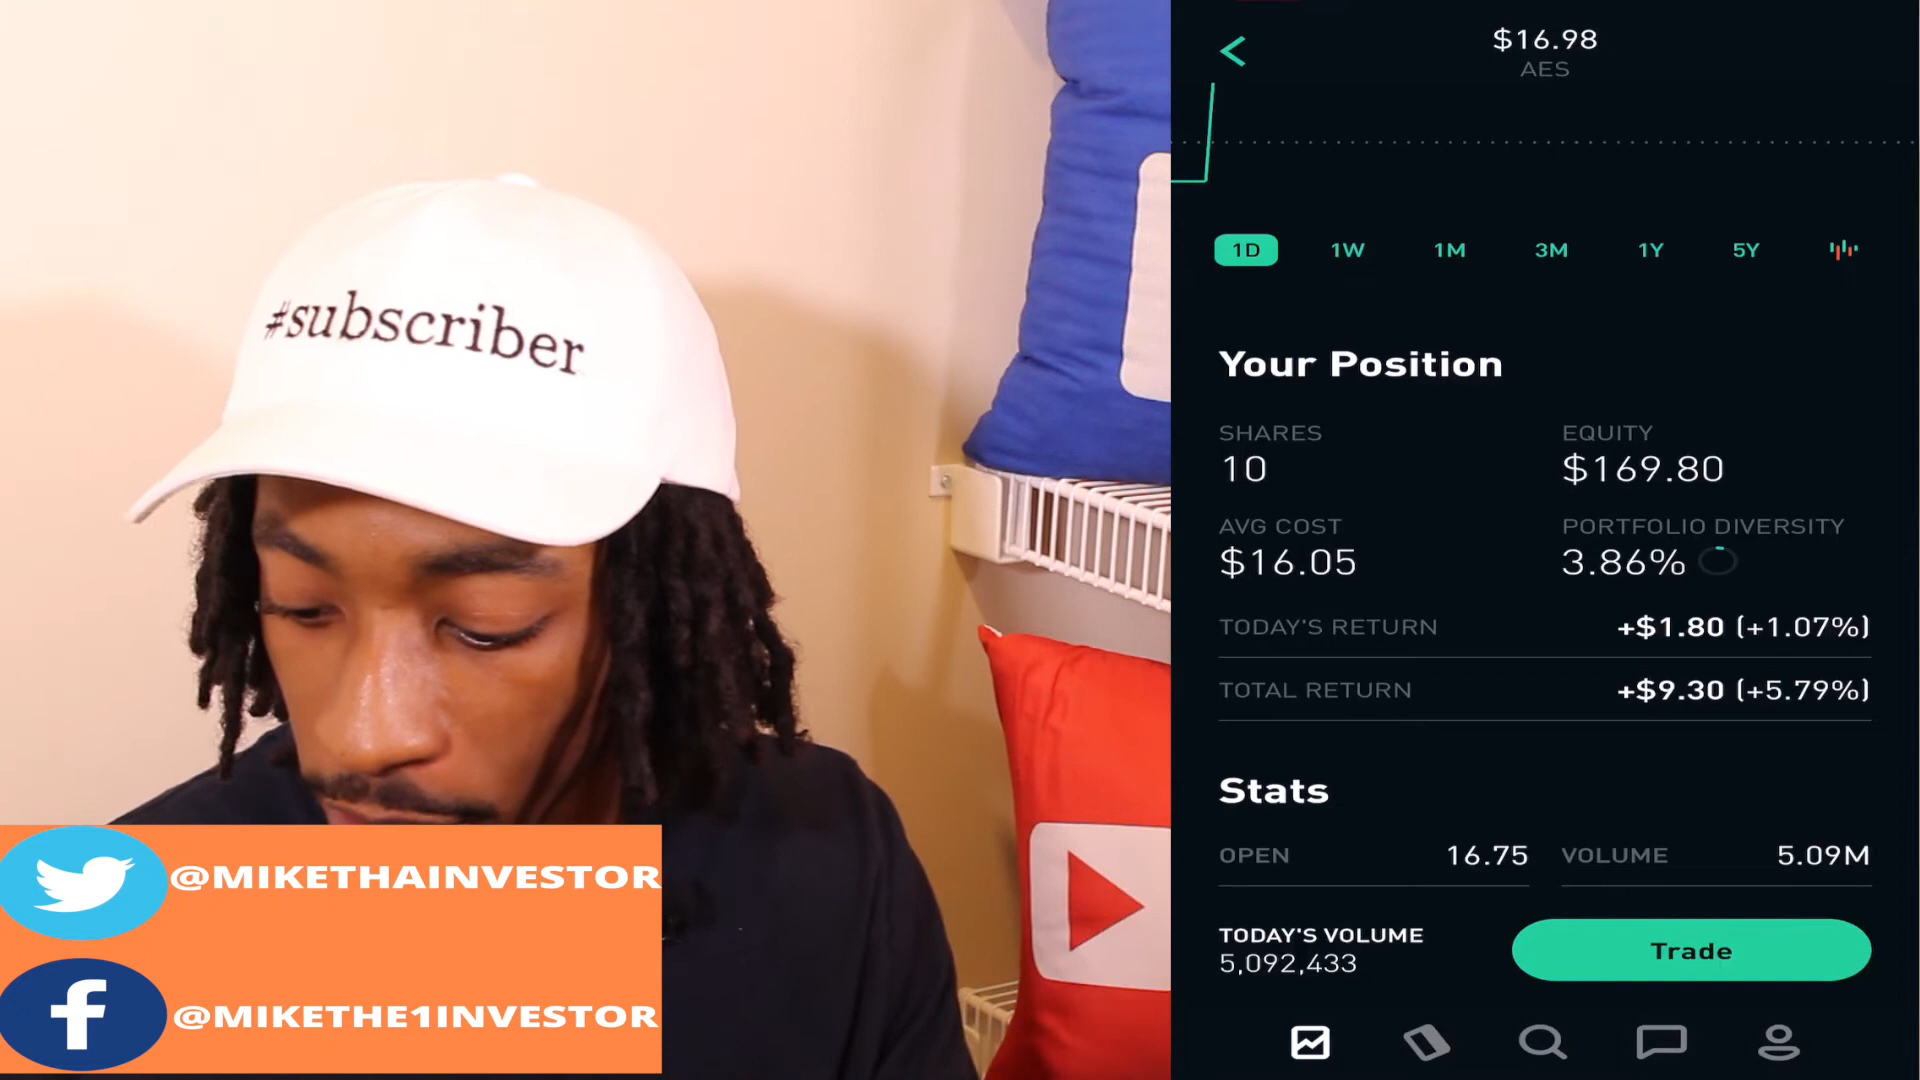 #subscriber
@MIKETHAINVESTOR
@MIKETHE1INVESTOR
$16.98
AES
1D 1W 1M 3M 1Y 5Y
Your Position
SHARES EQUITY
10 $169.80
AVG COST PORTFOLIO DIVERSITY
$16.05 3.86%
TODAY'S RETURN +$1.80 (+1.07%)
TOTAL RETURN +$9.30 (+5.79%)
Stats
OPEN 16.75 VOLUME 5.09M
TODAY'S VOLUME
5,092,433
Trade